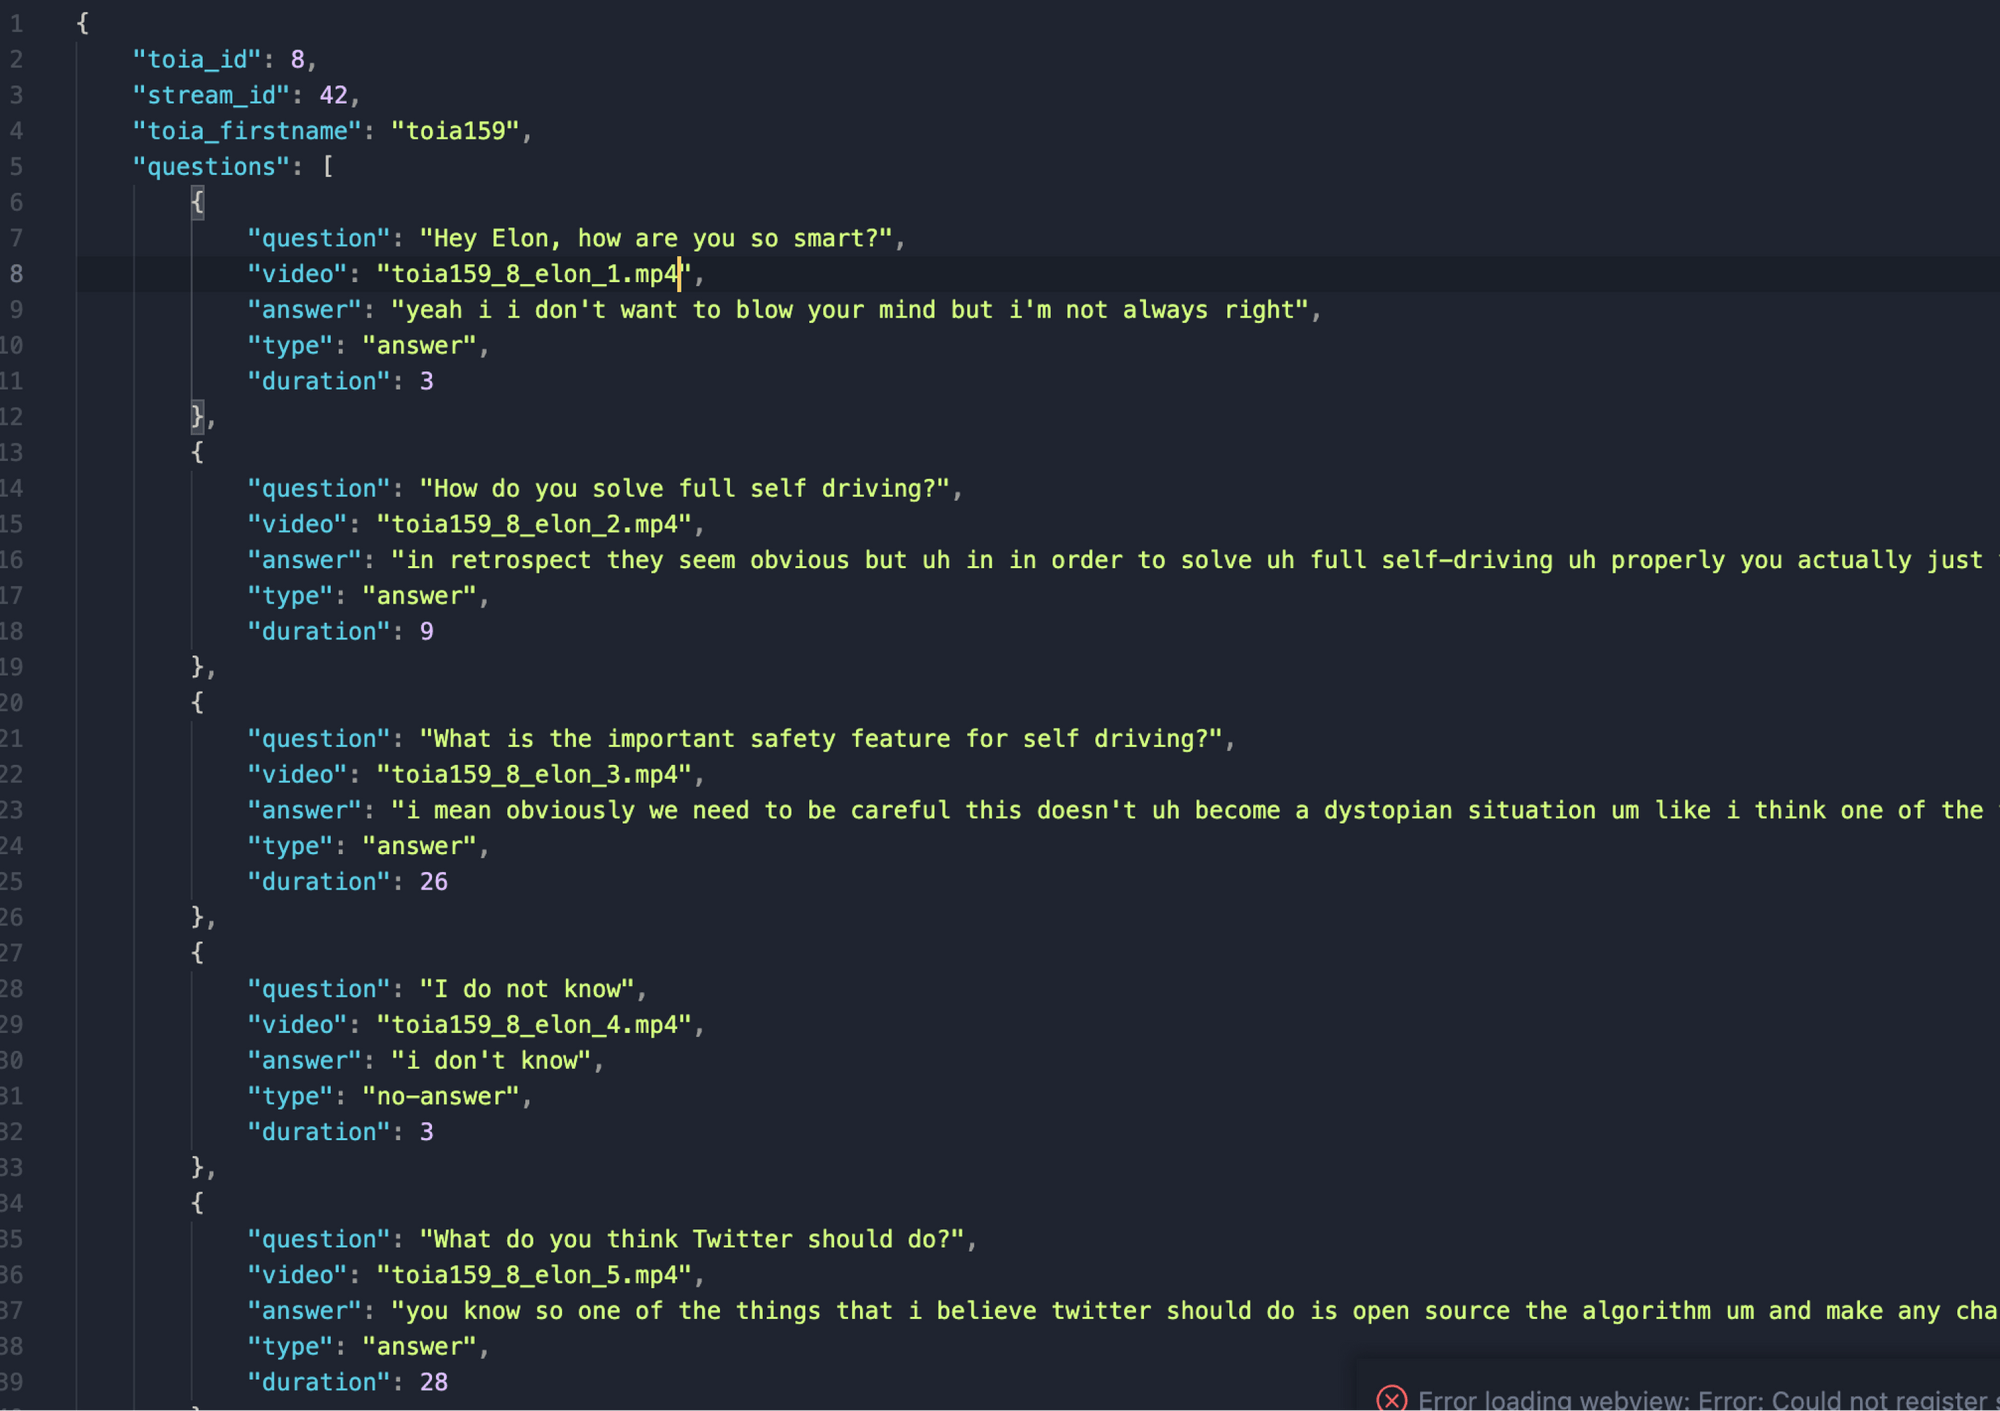 1 {
2 "toia_id": 8,
3 "stream_id": 42,
4 "toia_firstname": "toia159",
5 "questions": [
6 {
7 "question": "Hey Elon, how are you so smart?",
8 "video": "toia159_8_elon_1.mp4",
9 "answer": "yeah i i don't want to blow your mind but i'm not always right",
10 "type": "answer",
11 "duration": 3
12 },
13 {
14 "question": "How do you solve full self driving?",
15 "video": "toia159_8_elon_2.mp4",
16 "answer": "in retrospect they seem obvious but uh in in order to solve uh full self-driving uh properly you actually just
17 "type": "answer",
18 "duration": 9
19 },
20 {
21 "question": "What is the important safety feature for self driving?",
22 "video": "toia159_8_elon_3.mp4",
23 "answer": "i mean obviously we need to be careful this doesn't uh become a dystopian situation um like i think one of the
24 "type": "answer",
25 "duration": 26
26 },
27 {
28 "question": "I do not know",
29 "video": "toia159_8_elon_4.mp4",
30 "answer": "i don't know",
31 "type": "no-answer",
32 "duration": 3
33 },
34 {
35 "question": "What do you think Twitter should do?",
36 "video": "toia159_8_elon_5.mp4",
37 "answer": "you know so one of the things that i believe twitter should do is open source the algorithm um and make any cha
38 "type": "answer",
39 "duration": 28
Error loading webview: Error: Could not register